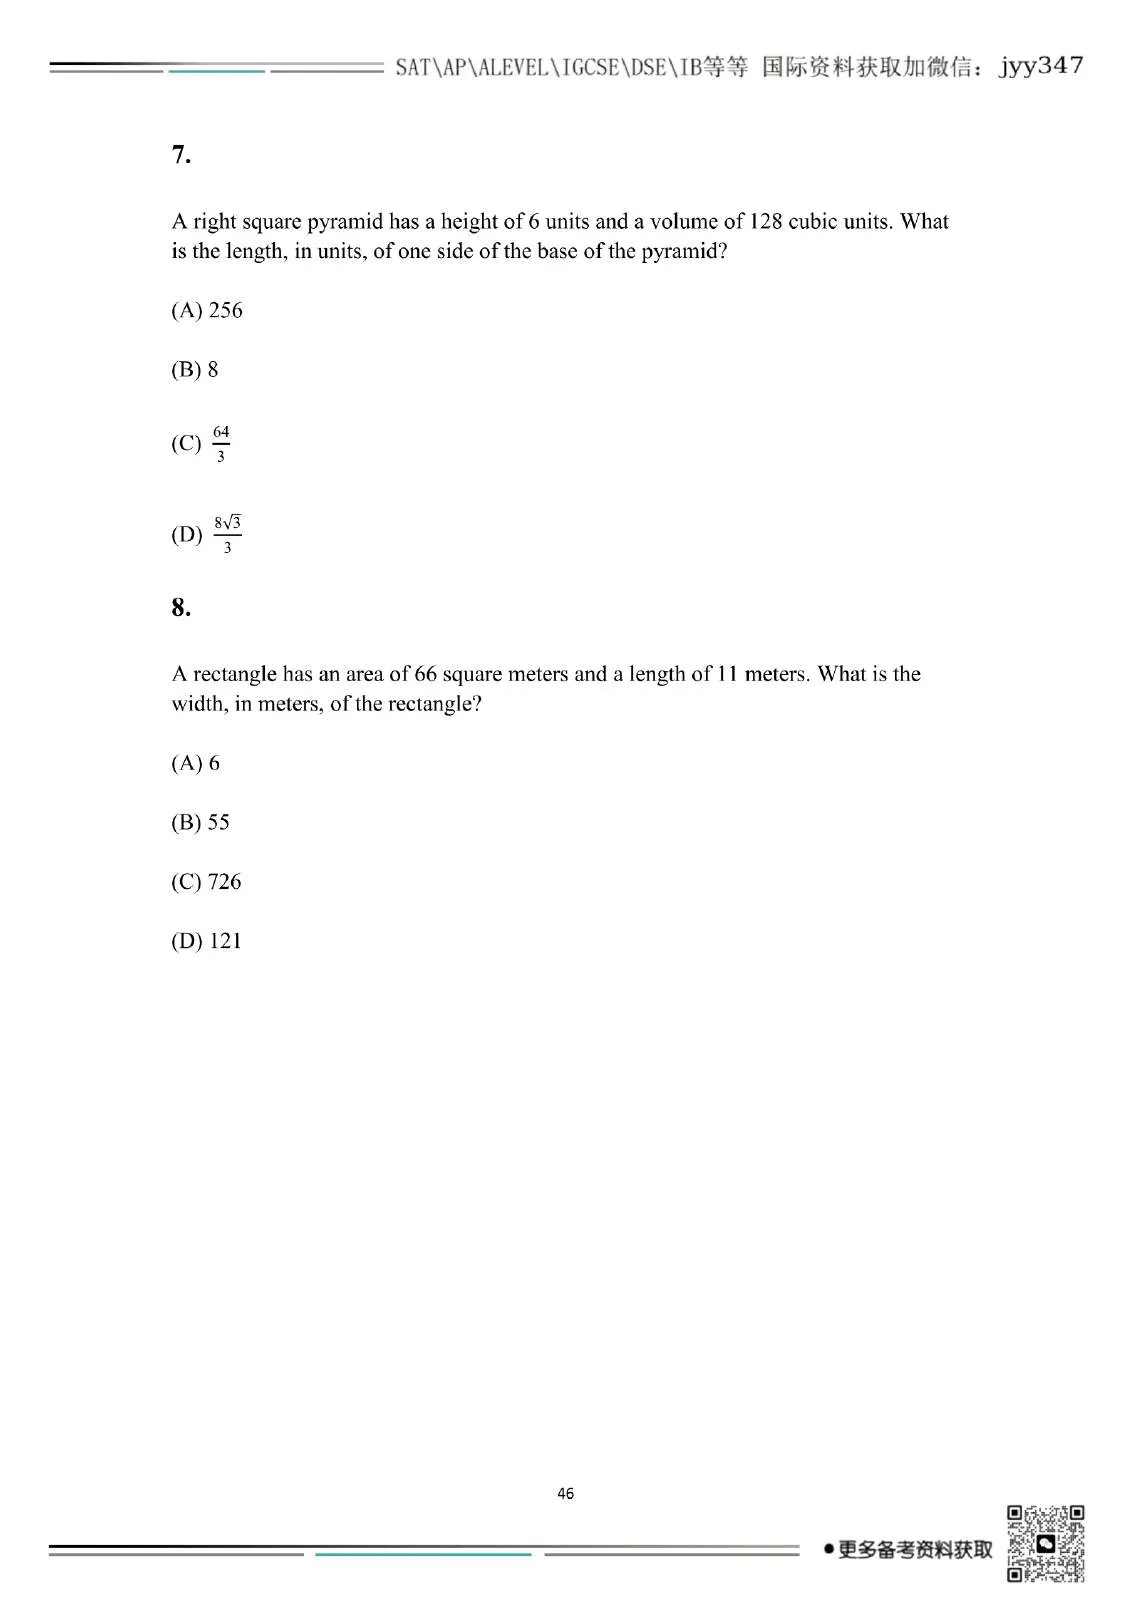 SAT\AP\ALEVEL\IGCSE\DSE\IB等等 国际资料获取加微信: jyy347
7.
A right square pyramid has a height of 6 units and a volume of 128 cubic units. What
is the length, in units, of one side of the base of the pyramid?
(A) 256
(B) 8
(C) 64/3
(D) 8√3/3
8.
A rectangle has an area of 66 square meters and a length of 11 meters. What is the
width, in meters, of the rectangle?
(A) 6
(B) 55
(C) 726
(D) 121
46
●更多备考资料获取